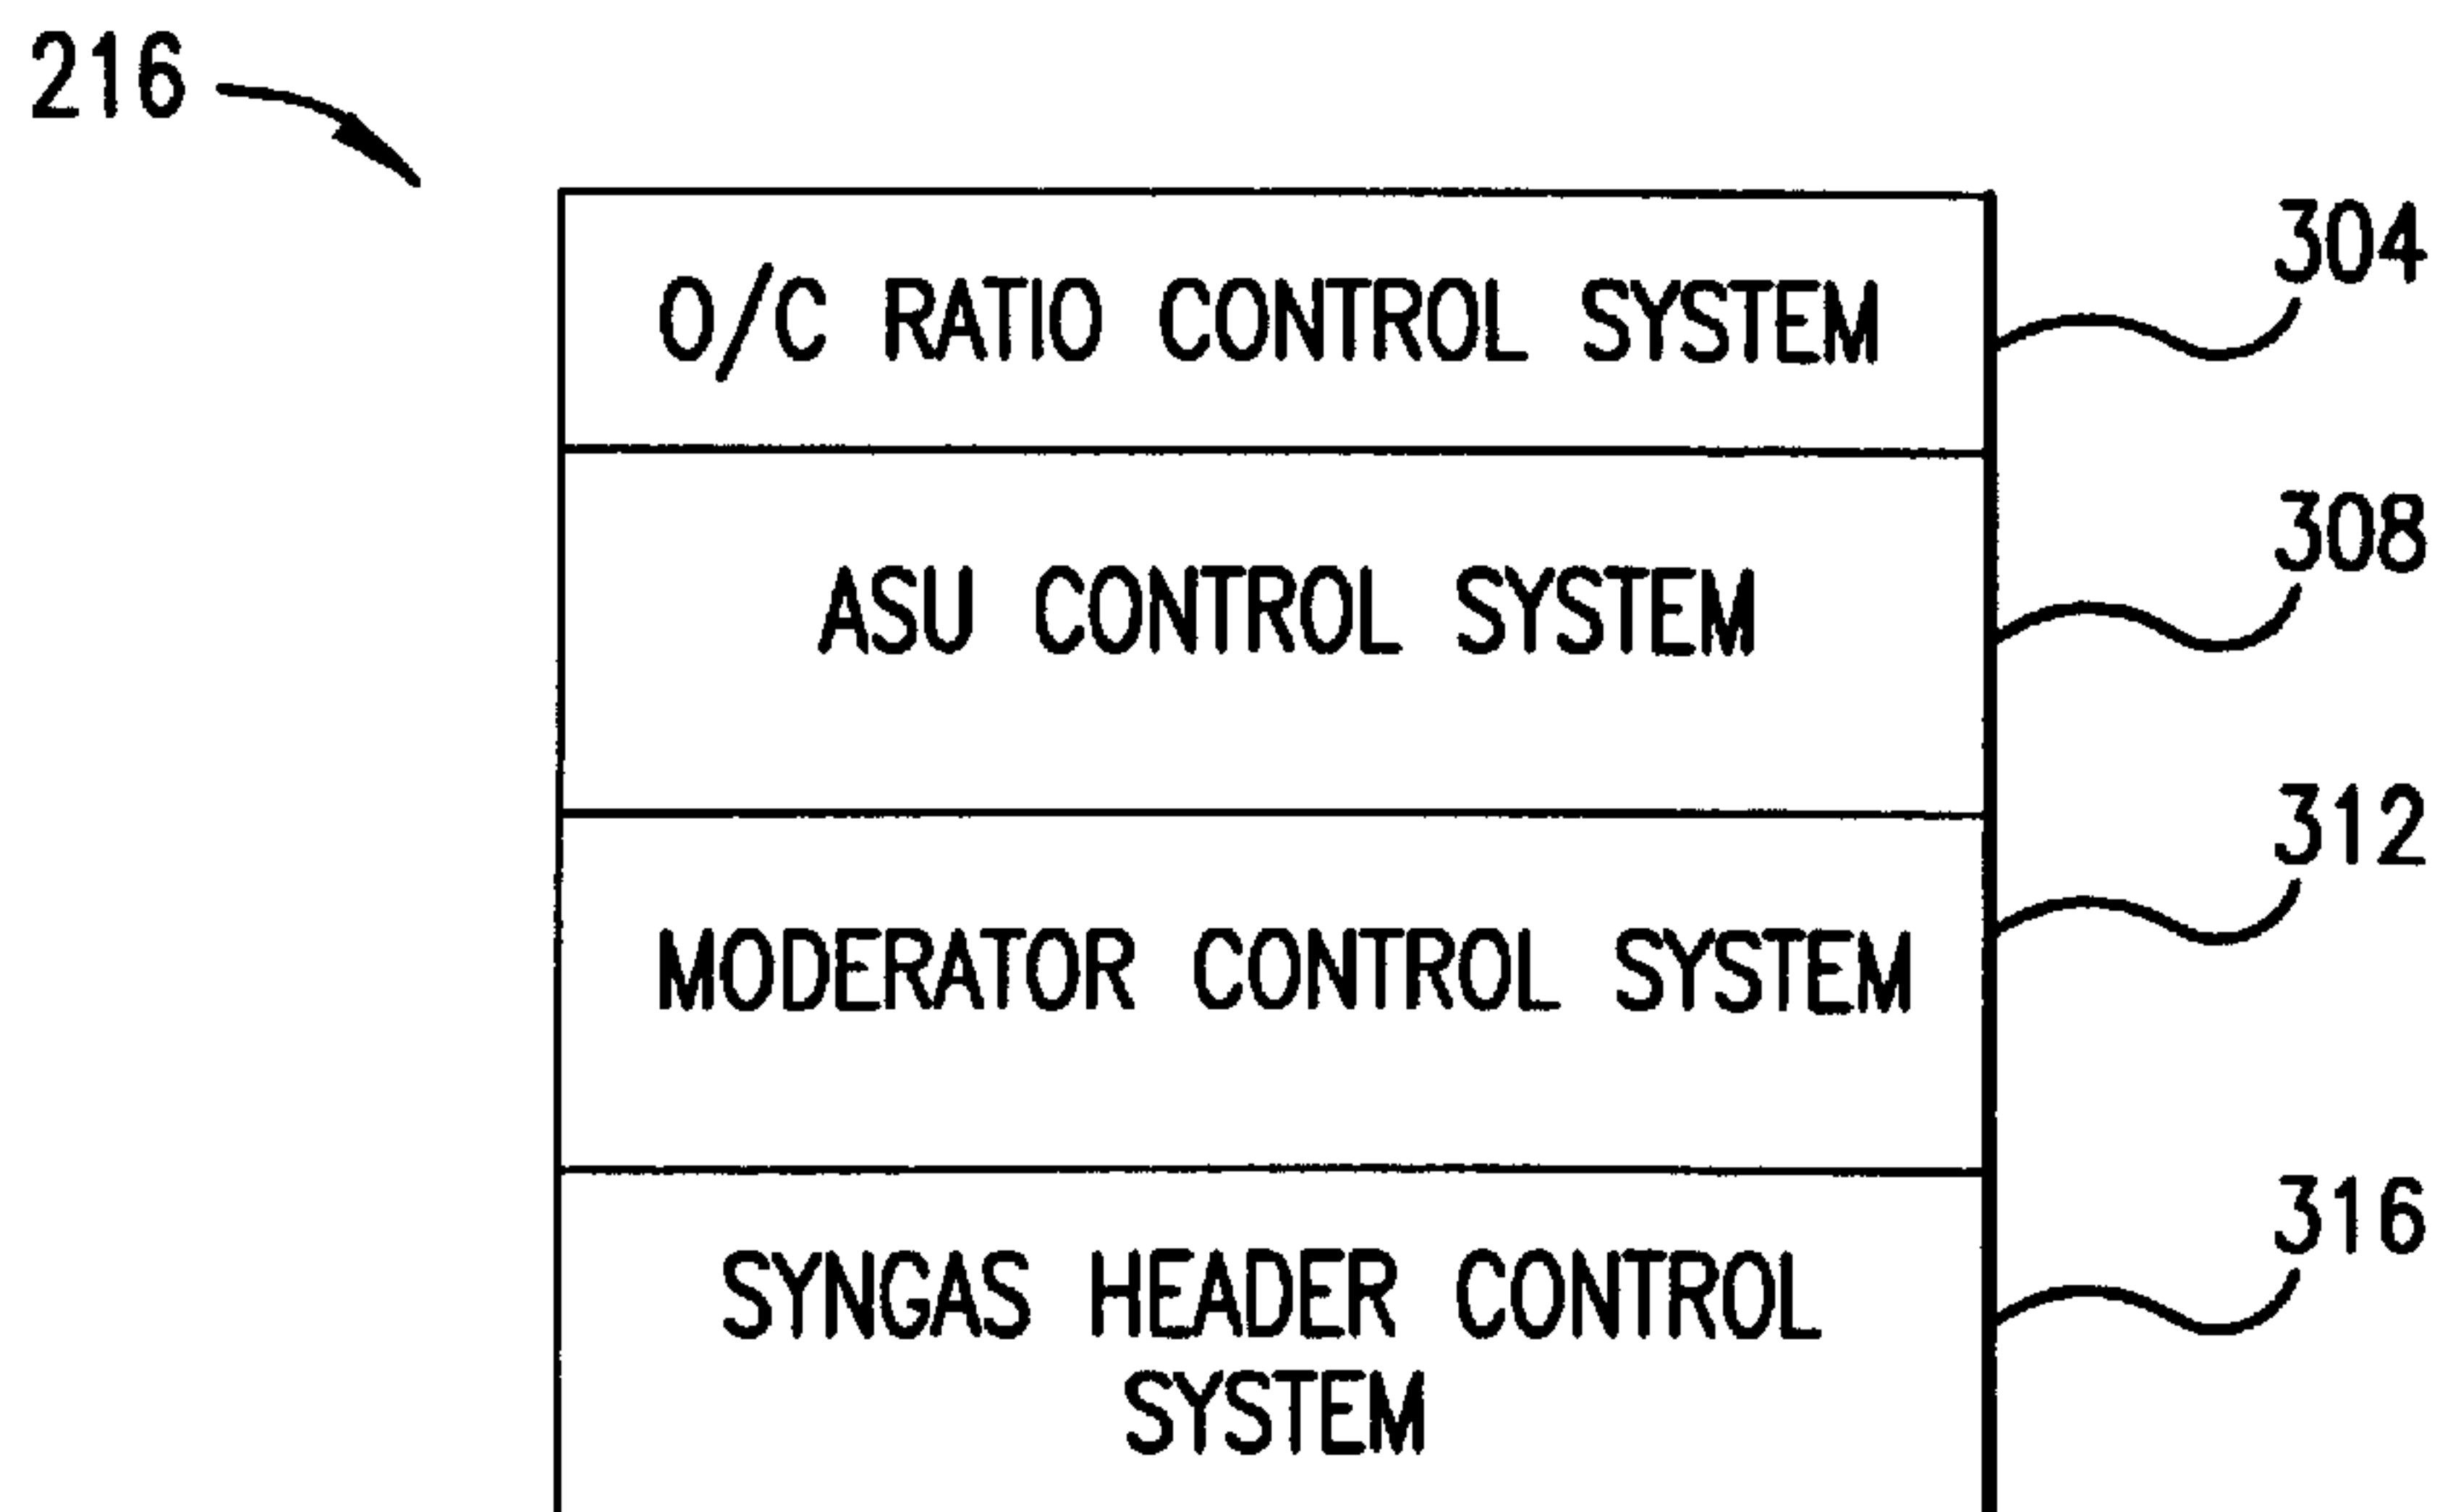 216
304
O/C RATIO CONTROL SYSTEM
308
ASU CONTROL SYSTEM
312
MODERATOR CONTROL SYSTEM
316
SYNGAS HEADER CONTROL
SYSTEM